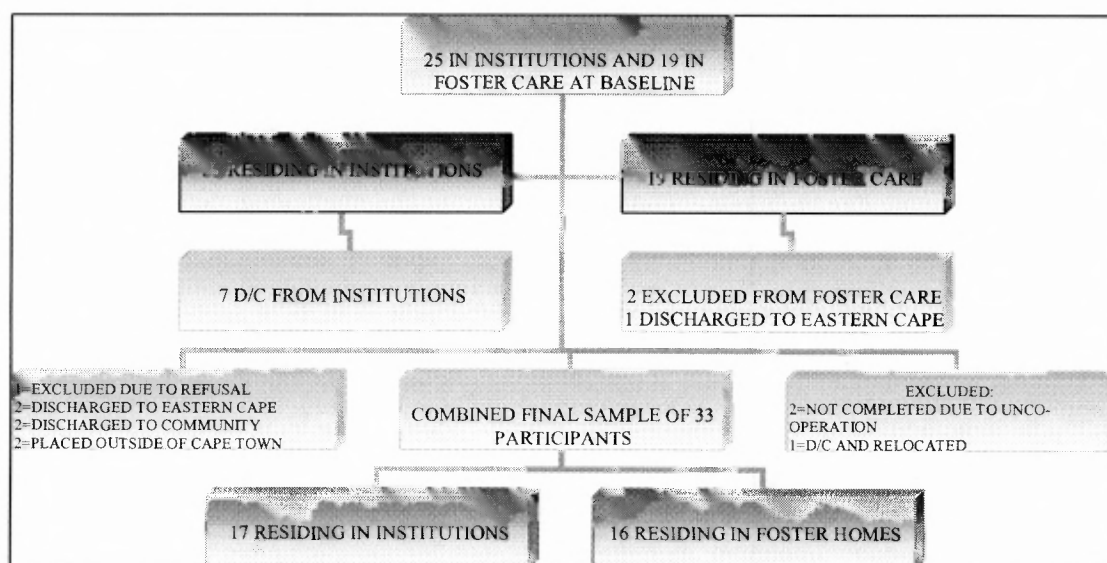 25 IN INSTITUTIONS AND 19 IN
FOSTER CARE AT BASELINE
RESIDING IN INSTITUTIONS
19 RESIDING IN FOSTER CARE
7 D/C FROM INSTITUTIONS
2 EXCLUDED FROM FOSTER CARE
1 DISCHARGED TO EASTERN CAPE
1=EXCLUDED DUE TO REFUSAL
2=DISCHARGED TO EASTERN CAPE
2=DISCHARGED TO COMMUNITY
2=PLACED OUTSIDE OF CAPE TOWN
COMBINED FINAL SAMPLE OF 33
PARTICIPANTS
EXCLUDED:
2=NOT COMPLETED DUE TO UNCO-
OPERATION
1=D/C AND RELOCATED
17 RESIDING IN INSTITUTIONS
16 RESIDING IN FOSTER HOMES